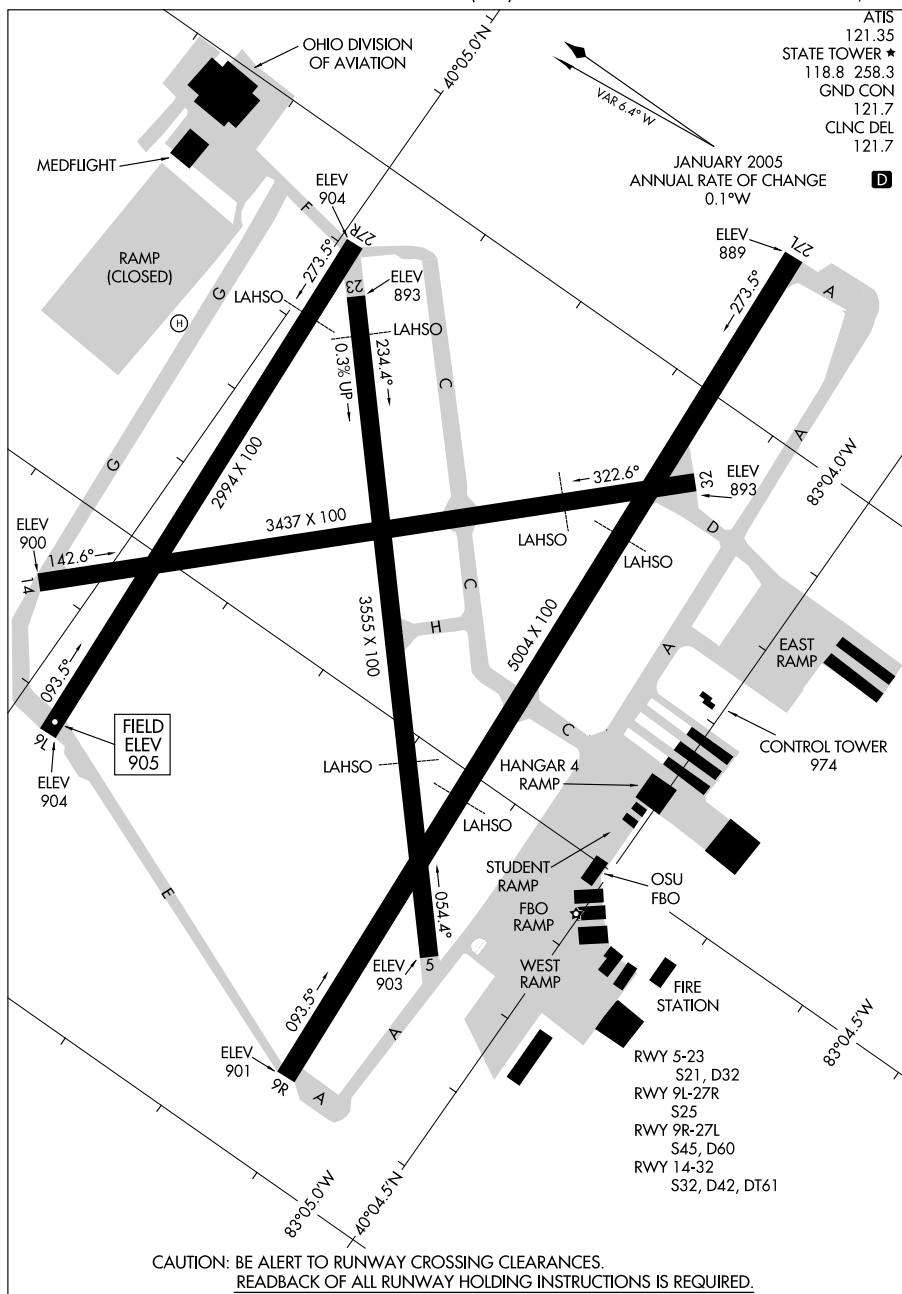 ATIS
121.35
STATE TOWER ★
118.8 258.3
GND CON
121.7
CLNC DEL
121.7
D
OHIO DIVISION
OF AVIATION
40°05.0'N
VAR 6.4° W
JANUARY 2005
ANNUAL RATE OF CHANGE
0.1°W
MEDFLIGHT
RAMP
(CLOSED)
H
G
G
F
ELEV
904
27R
273.5°
LAHSO
23
ELEV
893
LAHSO
0.3% UP
234.4°
C
ELEV
889
27L
273.5°
A
A
83°04.0'W
2994 X 100
3437 X 100
322.6°
32
ELEV
893
LAHSO
LAHSO
D
ELEV
900
14
142.6°
C
H
3555 X 100
5004 X 100
A
EAST
RAMP
093.5°
9L
FIELD
ELEV
905
ELEV
904
C
CONTROL TOWER
974
HANGAR 4
RAMP
LAHSO
LAHSO
STUDENT
RAMP
OSU
FBO
FBO
RAMP
E
054.4°
5
ELEV
903
WEST
RAMP
FIRE
STATION
83°04.5'W
093.5°
A
ELEV
901
9R
A
RWY 5-23
S21, D32
RWY 9L-27R
S25
RWY 9R-27L
S45, D60
RWY 14-32
S32, D42, DT61
83°05.0'W
40°04.5'N
CAUTION: BE ALERT TO RUNWAY CROSSING CLEARANCES.
READBACK OF ALL RUNWAY HOLDING INSTRUCTIONS IS REQUIRED.